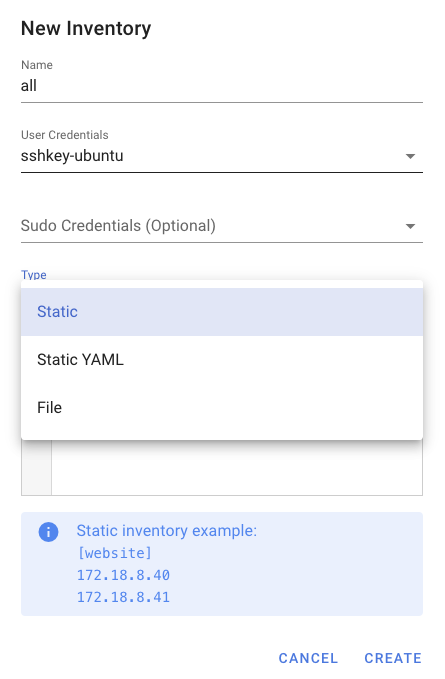 New Inventory
Name
all
User Credentials
sshkey-ubuntu
Sudo Credentials (Optional)
Type
Static
Static YAML
File
Static inventory example:
[website]
172.18.8.40
172.18.8.41
CANCEL CREATE